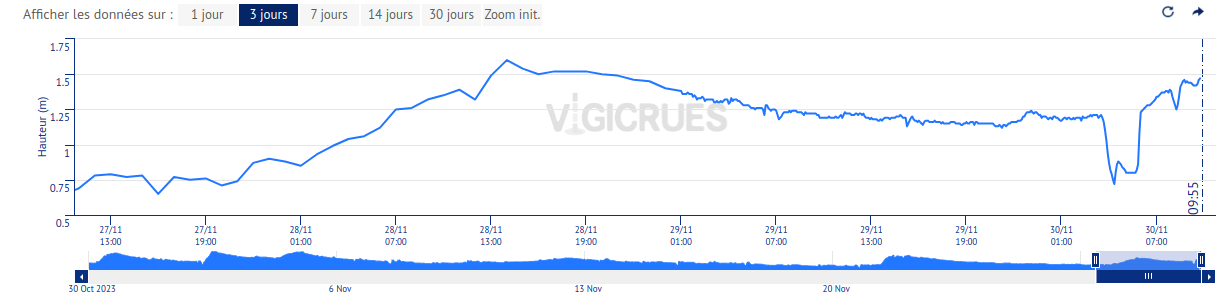 Afficher les données sur : 1 jour 3 jours 7 jours 14 jours 30 jours Zoom init.
Hauteur (m)
1.75
1.5
1.25
1
0.75
0.5
VIGICRUES
09:55
27/11 27/11 28/11 28/11 28/11 28/11 29/11 29/11 29/11 29/11 30/11 30/11
13:00 19:00 01:00 07:00 13:00 19:00 01:00 07:00 13:00 19:00 01:00 07:00
30 Oct 2023 6 Nov 13 Nov 20 Nov